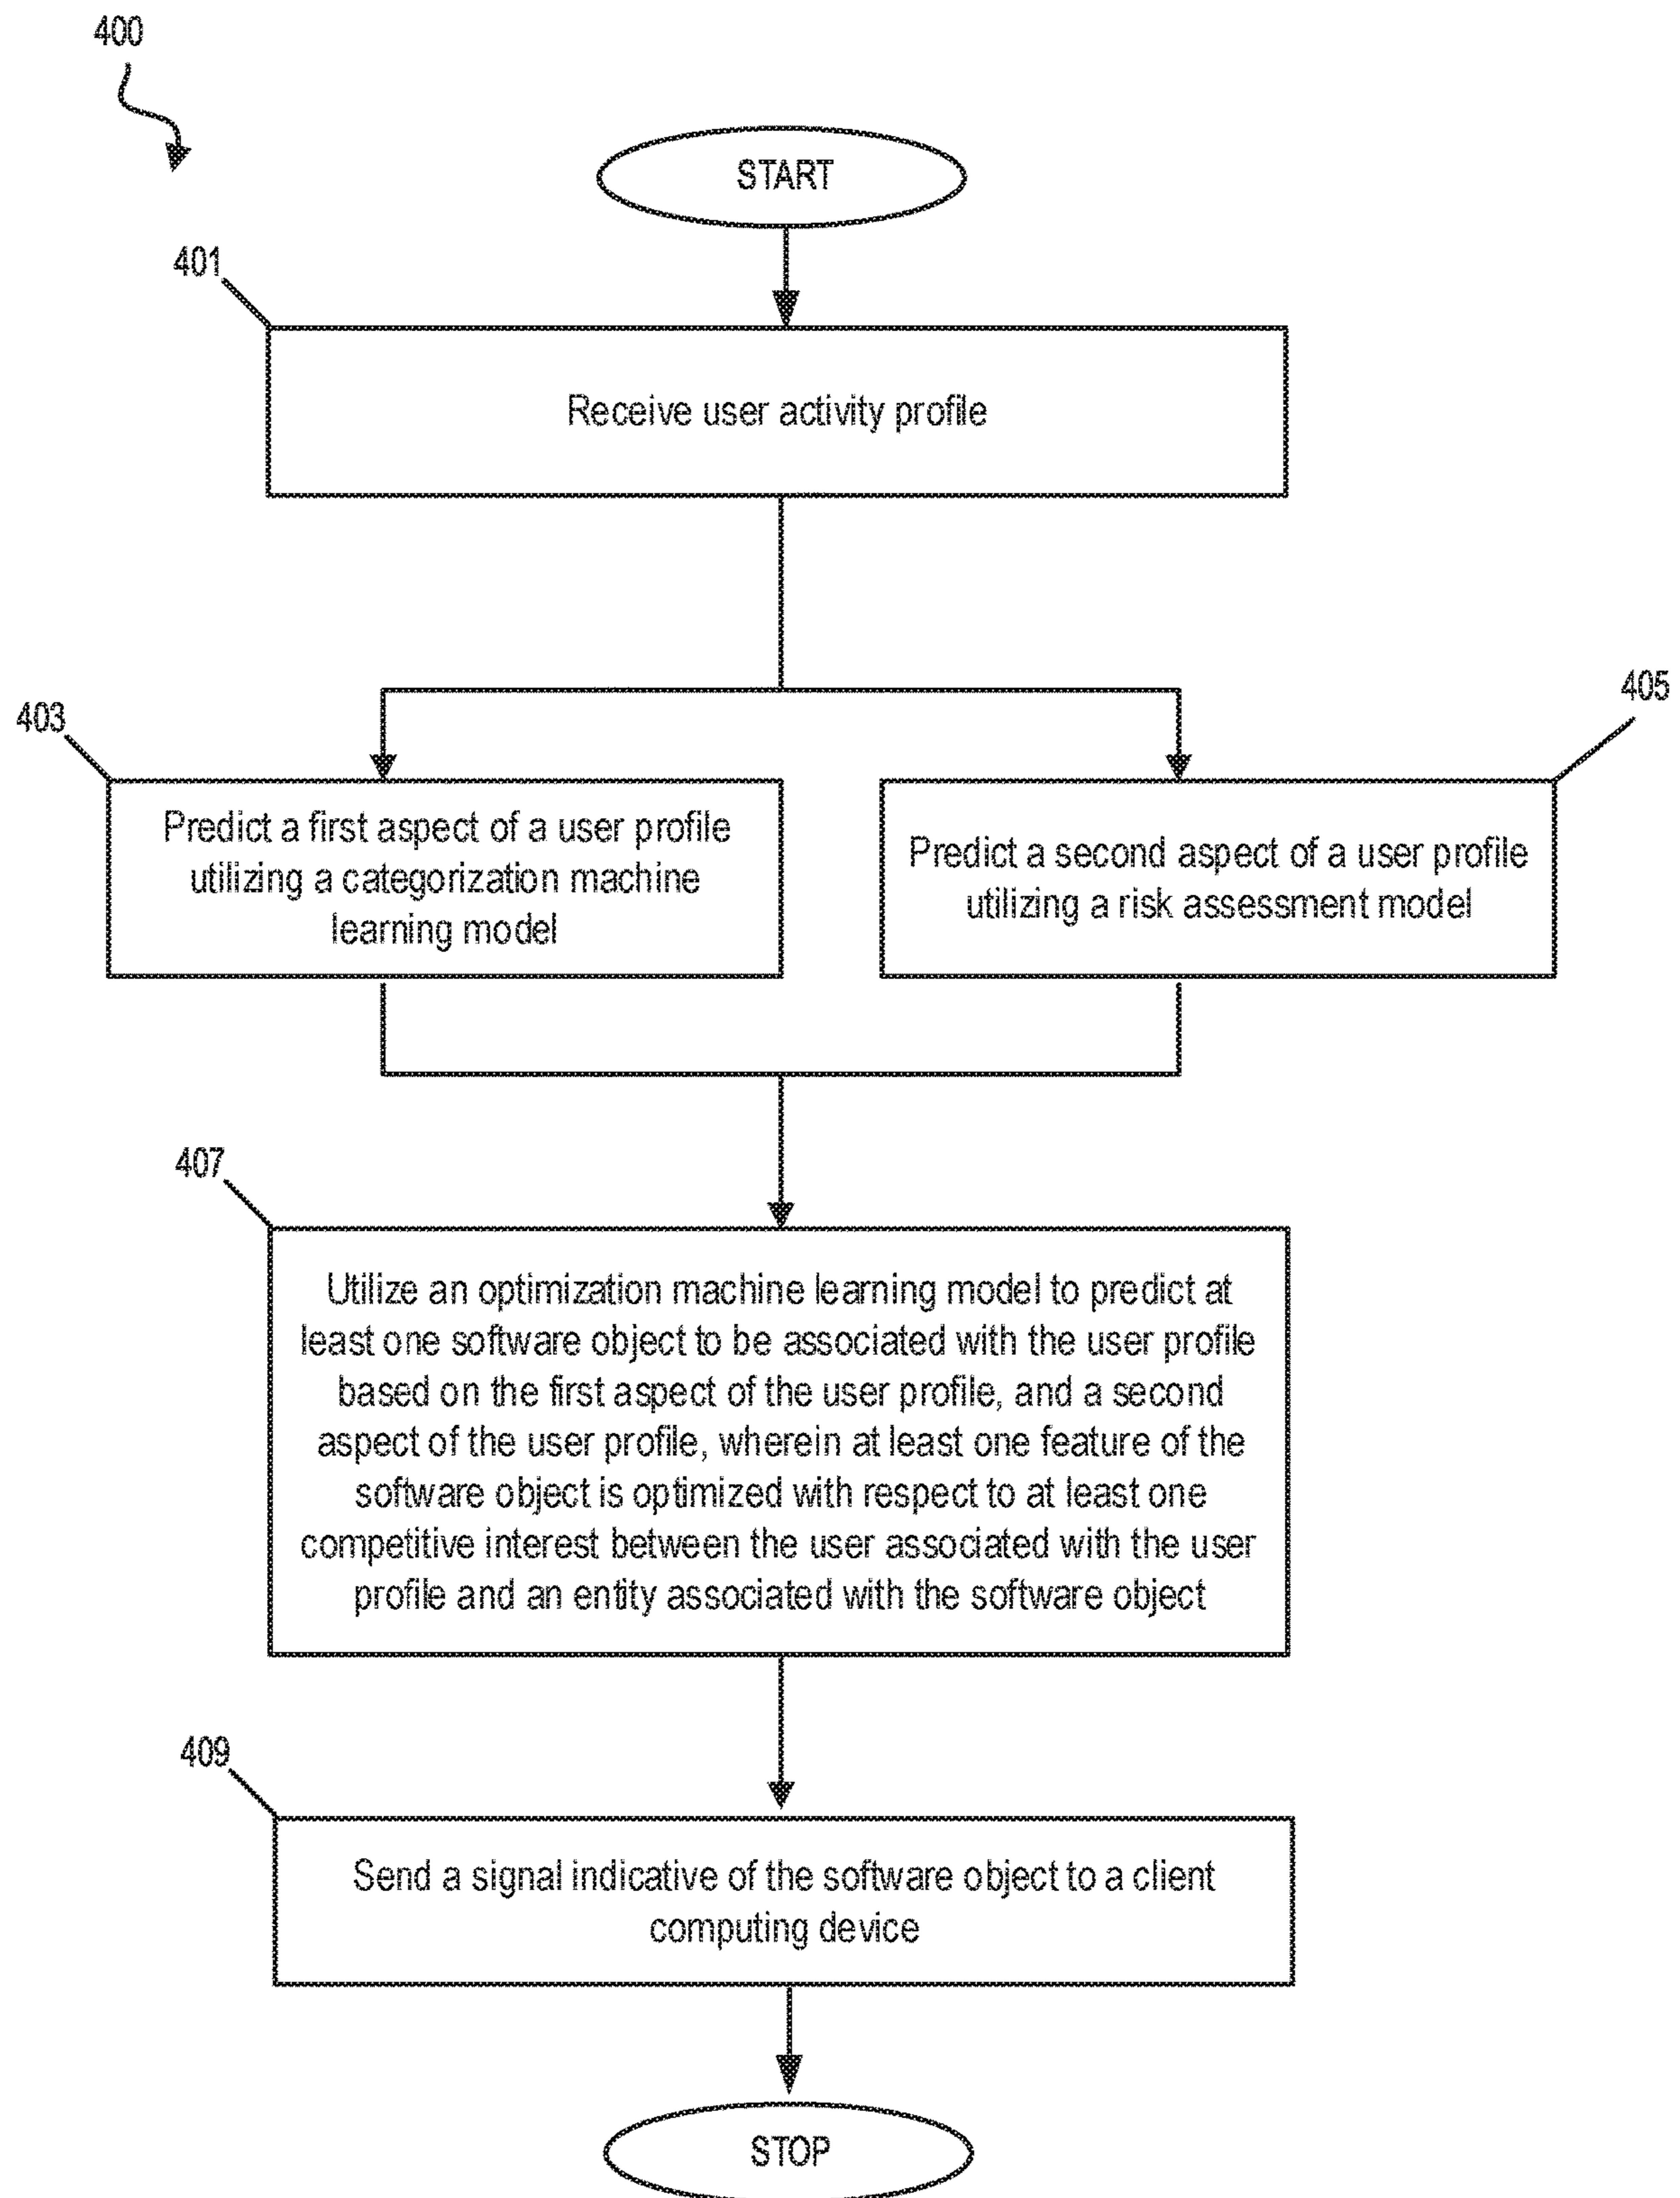 400
START
401
Receive user activity profile
403
405
Predict a first aspect of a user profile
utilizing a categorization machine
learning model
Predict a second aspect of a user profile
utilizing a risk assessment model
407
Utilize an optimization machine learning model to predict at
least one software object to be associated with the user profile
based on the first aspect of the user profile, and a second
aspect of the user profile, wherein at least one feature of the
software object is optimized with respect to at least one
competitive interest between the user associated with the user
profile and an entity associated with the software object
409
Send a signal indicative of the software object to a client
computing device
STOP